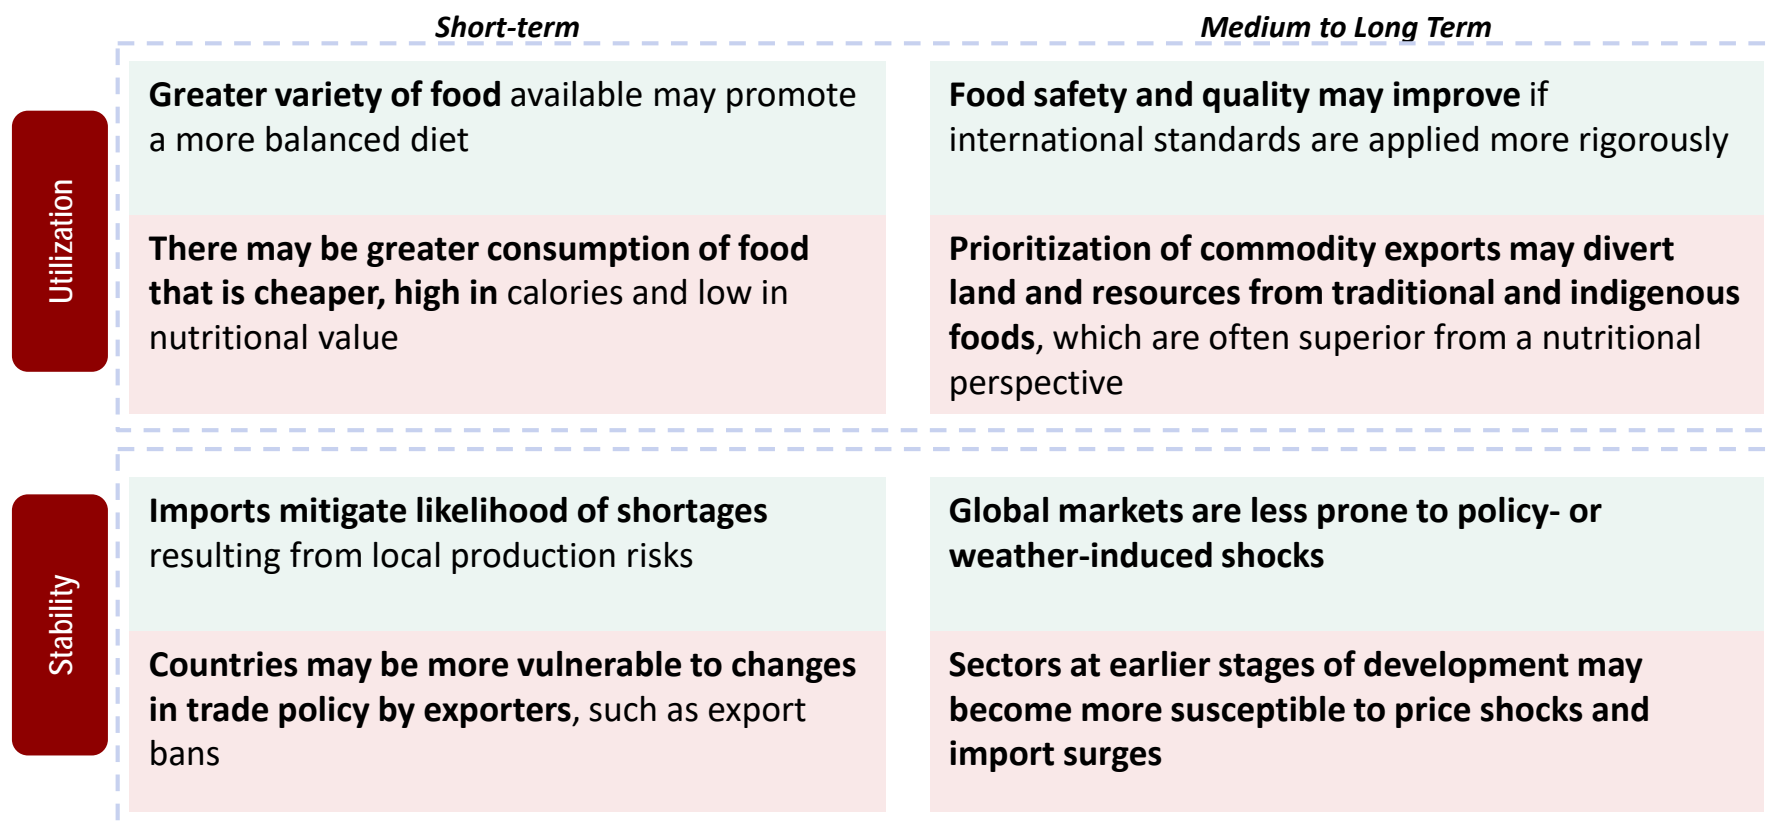 Short-term
Medium to Long Term
Utilization
Greater variety of food available may promote
a more balanced diet
Food safety and quality may improve if
international standards are applied more rigorously
There may be greater consumption of food
that is cheaper, high in calories and low in
nutritional value
Prioritization of commodity exports may divert
land and resources from traditional and indigenous
foods, which are often superior from a nutritional
perspective
Stability
Imports mitigate likelihood of shortages
resulting from local production risks
Global markets are less prone to policy- or
weather-induced shocks
Countries may be more vulnerable to changes
in trade policy by exporters, such as export
bans
Sectors at earlier stages of development may
become more susceptible to price shocks and
import surges